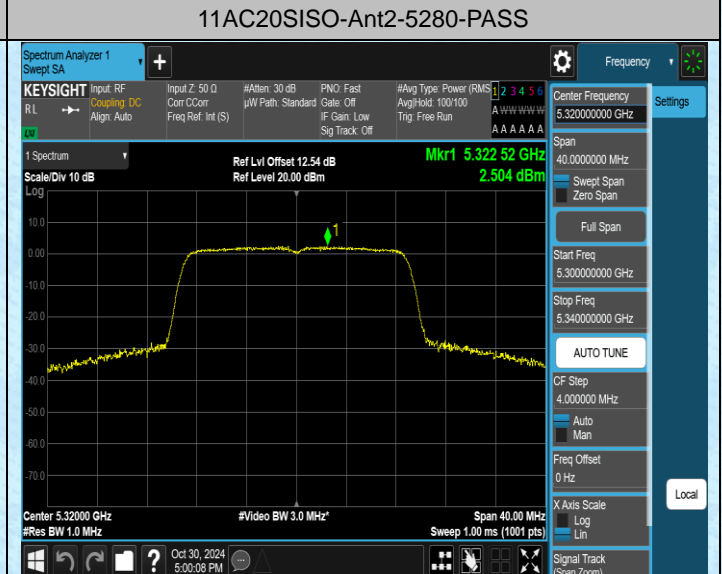 11AC20SISO-Ant2-5280-PASS
Spectrum Analyzer 1
Swept SA
Frequency
KEYSIGHT
RL
LXI
Input: RF
Coupling: DC
Align: Auto
Input Z: 50 Ω
Corr CCorr
Freq Ref: Int (S)
#Atten: 30 dB
µW Path: Standard
PNO: Fast
Gate: Off
IF Gain: Low
Sig Track: Off
#Avg Type: Power (RMS
Avg|Hold: 100/100
Trig: Free Run
1 2 3 4 5 6
A W W W W W
A A A A A A
1 Spectrum
Scale/Div 10 dB
Log
Ref Lvl Offset 12.54 dB
Ref Level 20.00 dBm
Mkr1 5.322 52 GHz
2.504 dBm
1
10.0
0.00
-10.0
-20.0
-30.0
-40.0
-50.0
-60.0
-70.0
Center 5.32000 GHz
#Res BW 1.0 MHz
#Video BW 3.0 MHz*
Span 40.00 MHz
Sweep 1.00 ms (1001 pts)
Center Frequency
5.320000000 GHz
Settings
Span
40.0000000 MHz
Swept Span
Zero Span
Full Span
Start Freq
5.300000000 GHz
Stop Freq
5.340000000 GHz
AUTO TUNE
CF Step
4.000000 MHz
Auto
Man
Freq Offset
0 Hz
X Axis Scale
Log
Lin
Local
Signal Track
(Span Zoom)
?
Oct 30, 2024
5:00:08 PM